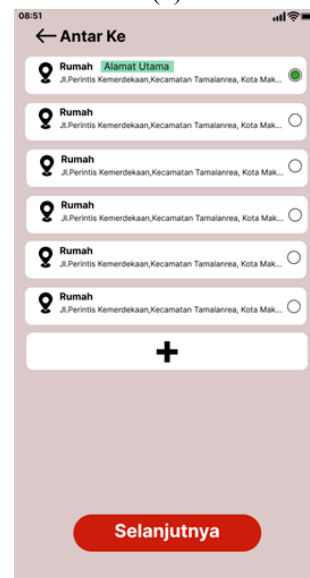 08:51
Antar Ke
Rumah Alamat Utama
Jl.Perintis Kemerdekaan,Kecamatan Tamalanrea, Kota Mak...
Rumah
Jl.Perintis Kemerdekaan,Kecamatan Tamalanrea, Kota Mak...
Rumah
Jl.Perintis Kemerdekaan,Kecamatan Tamalanrea, Kota Mak...
Rumah
Jl.Perintis Kemerdekaan,Kecamatan Tamalanrea, Kota Mak...
Rumah
Jl.Perintis Kemerdekaan,Kecamatan Tamalanrea, Kota Mak...
Rumah
Jl.Perintis Kemerdekaan,Kecamatan Tamalanrea, Kota Mak...
Selanjutnya